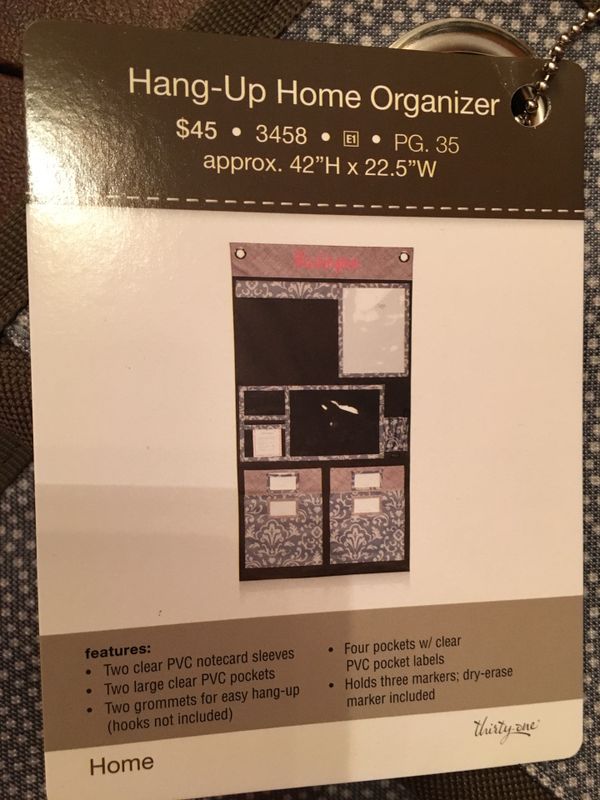 Hang-Up Home Organizer
$45 • 3458 • E1 • PG. 35
approx. 42”H x 22.5”W
features:
• Two clear PVC notecard sleeves
• Two large clear PVC pockets
• Two grommets for easy hang-up
(hooks not included)
• Four pockets w/ clear
PVC pocket labels
• Holds three markers; dry-erase
marker included
thirty-one
Home